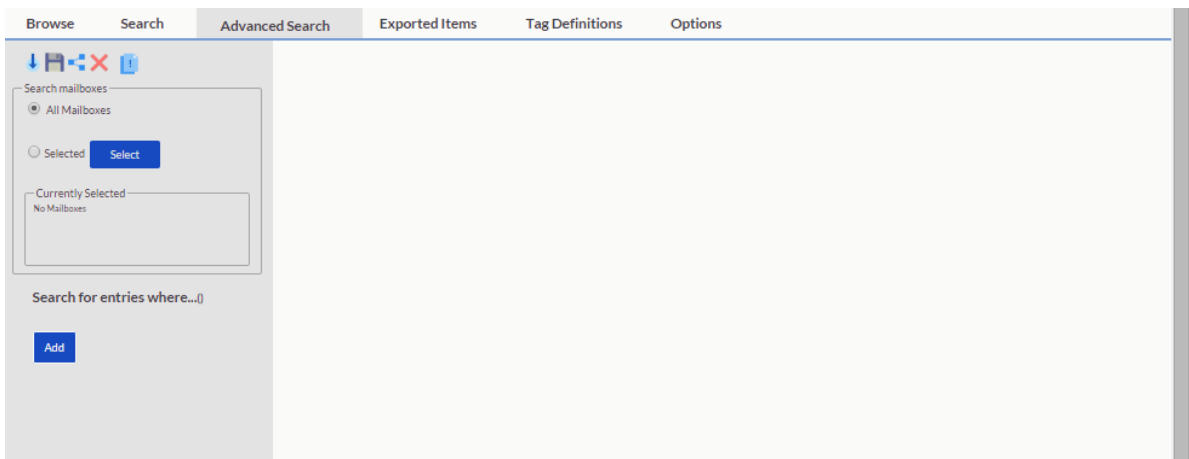 Browse Search Advanced Search Exported Items Tag Definitions Options
Search mailboxes
All Mailboxes
Selected Select
Currently Selected
No Mailboxes
Search for entries where...()
Add